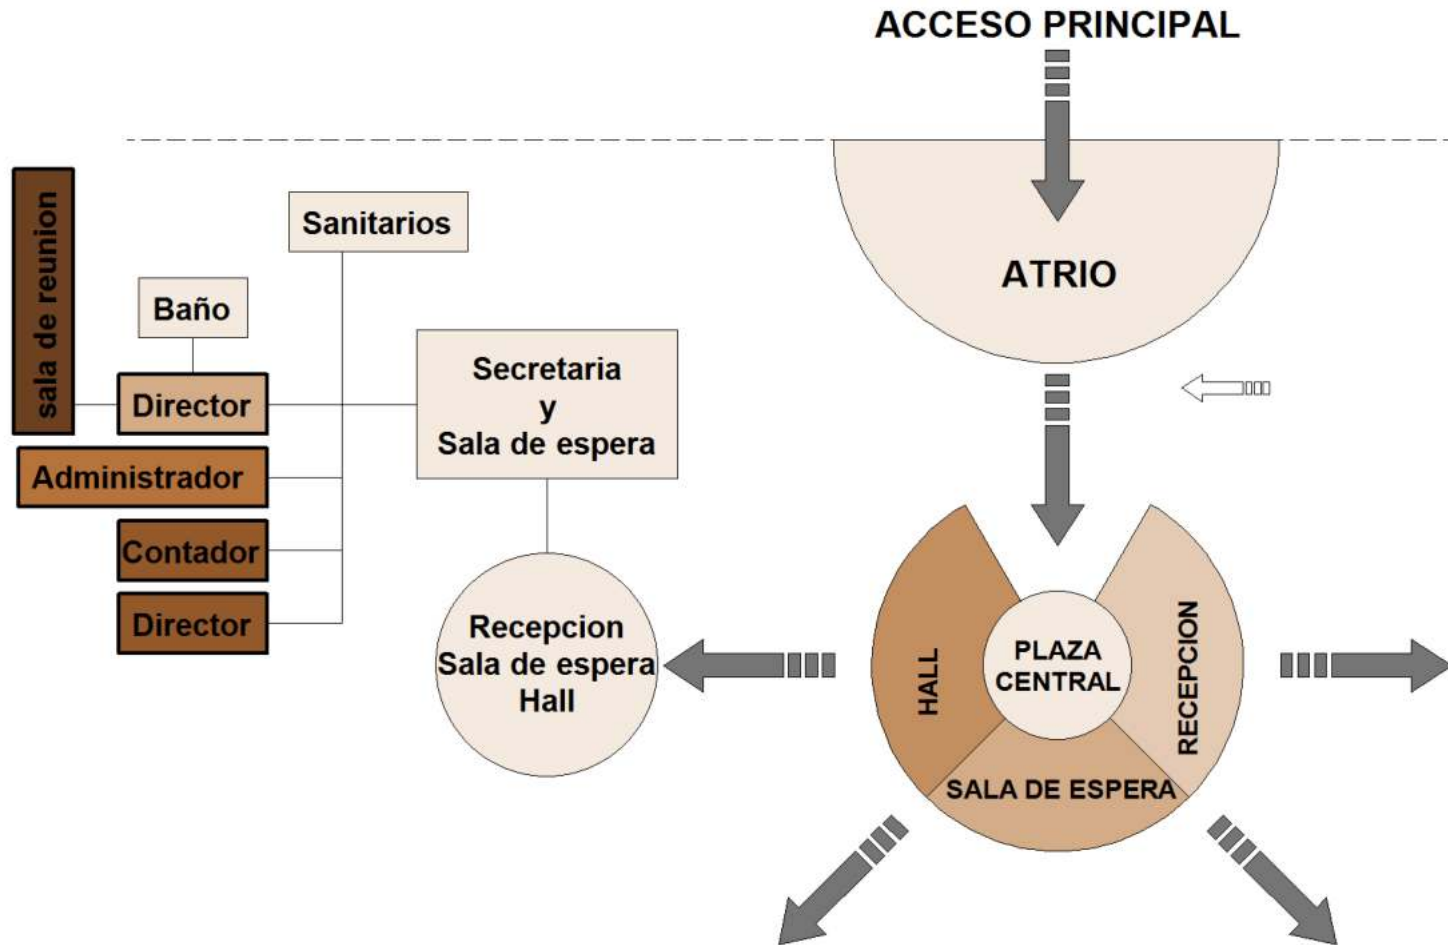 ACCESO PRINCIPAL
ATRIO
sala de reunion
Sanitarios
Baño
Director
Administrador
Contador
Director
Secretaria
y
Sala de espera
Recepcion
Sala de espera
Hall
HALL
PLAZA
CENTRAL
RECEPCION
SALA DE ESPERA